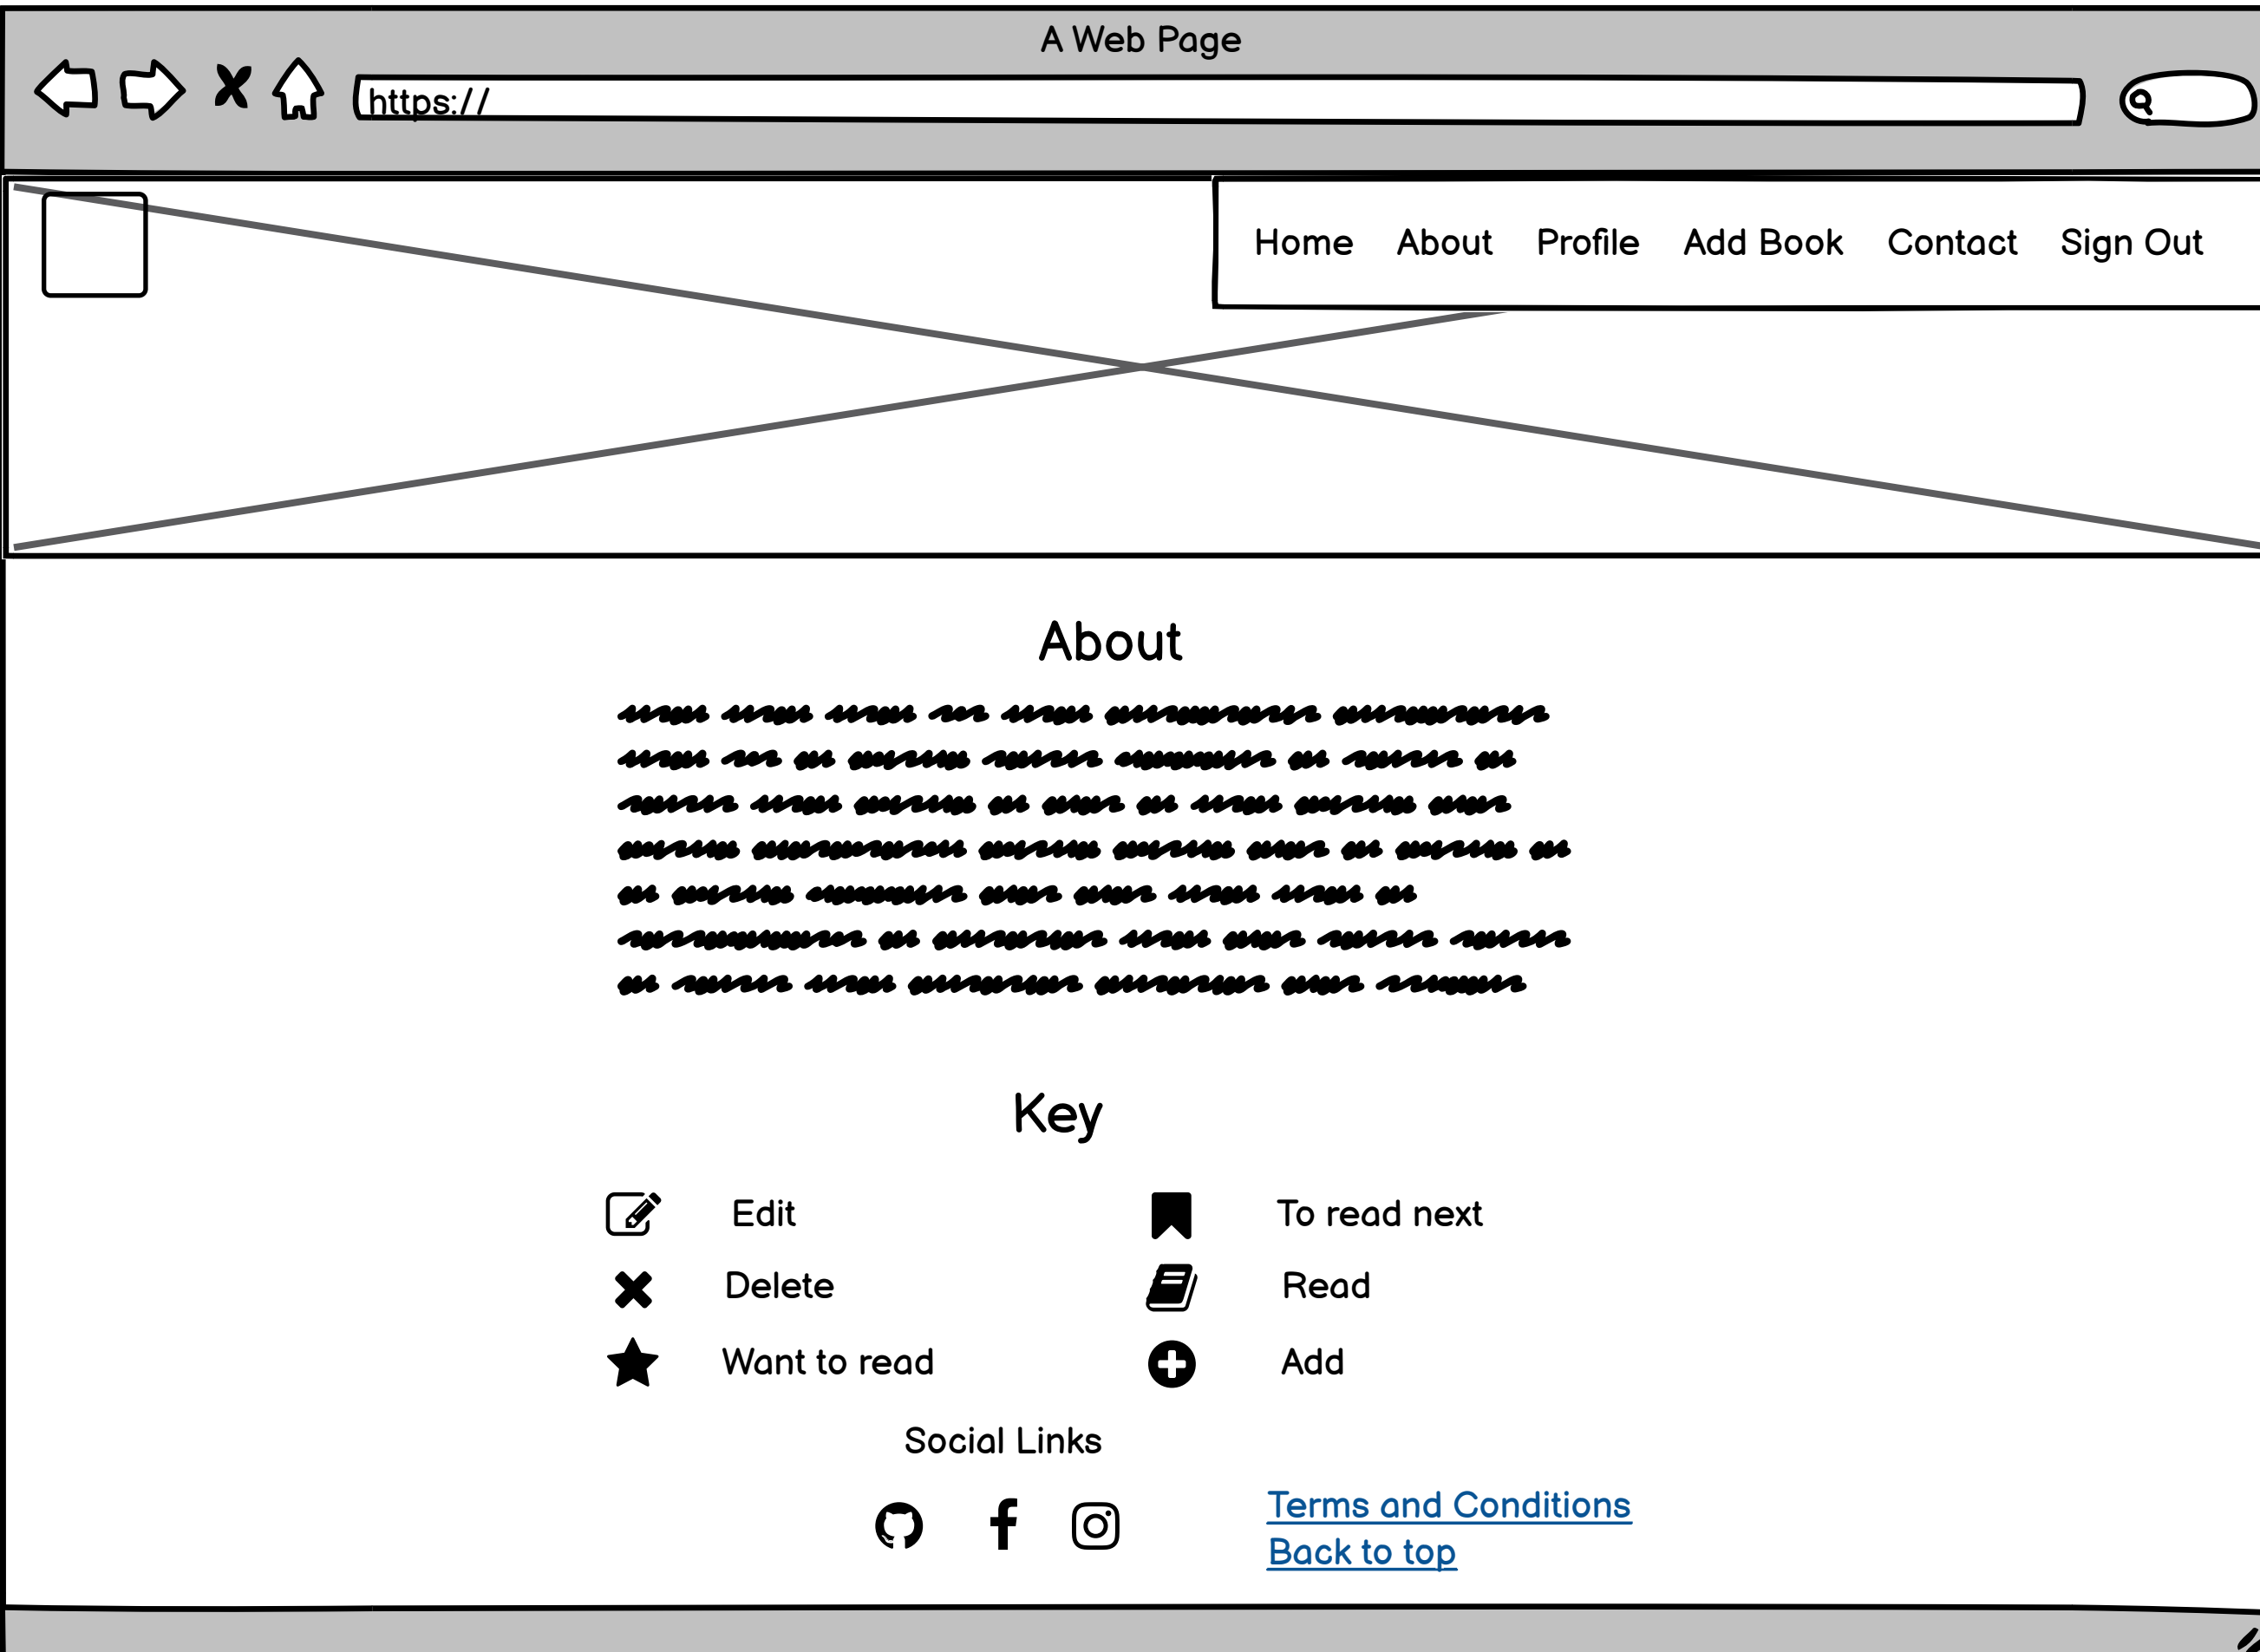 A Web Page
https://
Home About Profile Add Book Contact Sign Out
About
Key
Edit To read next
Delete Read
Want to read Add
Social Links
Terms and Conditions
Back to top